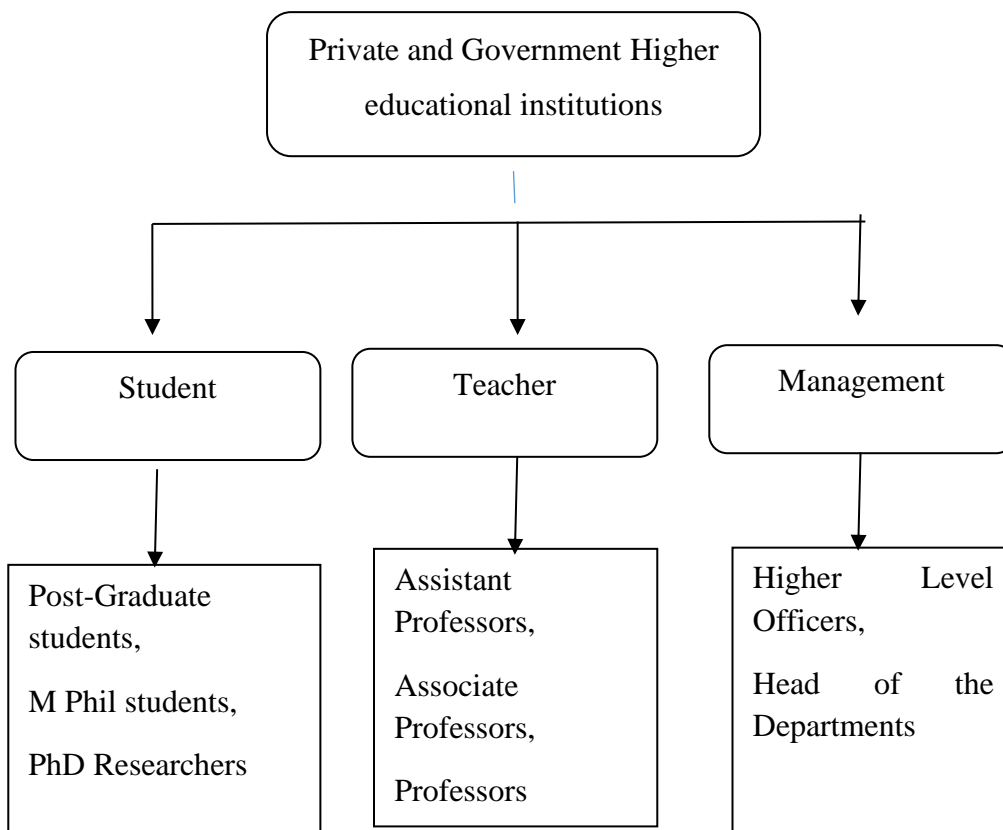 Private and Government Higher
educational institutions
Student
Teacher
Management
Post-Graduate
students,
M Phil students,
PhD Researchers
Assistant
Professors,
Associate
Professors,
Professors
Higher Level
Officers,
Head of the
Departments